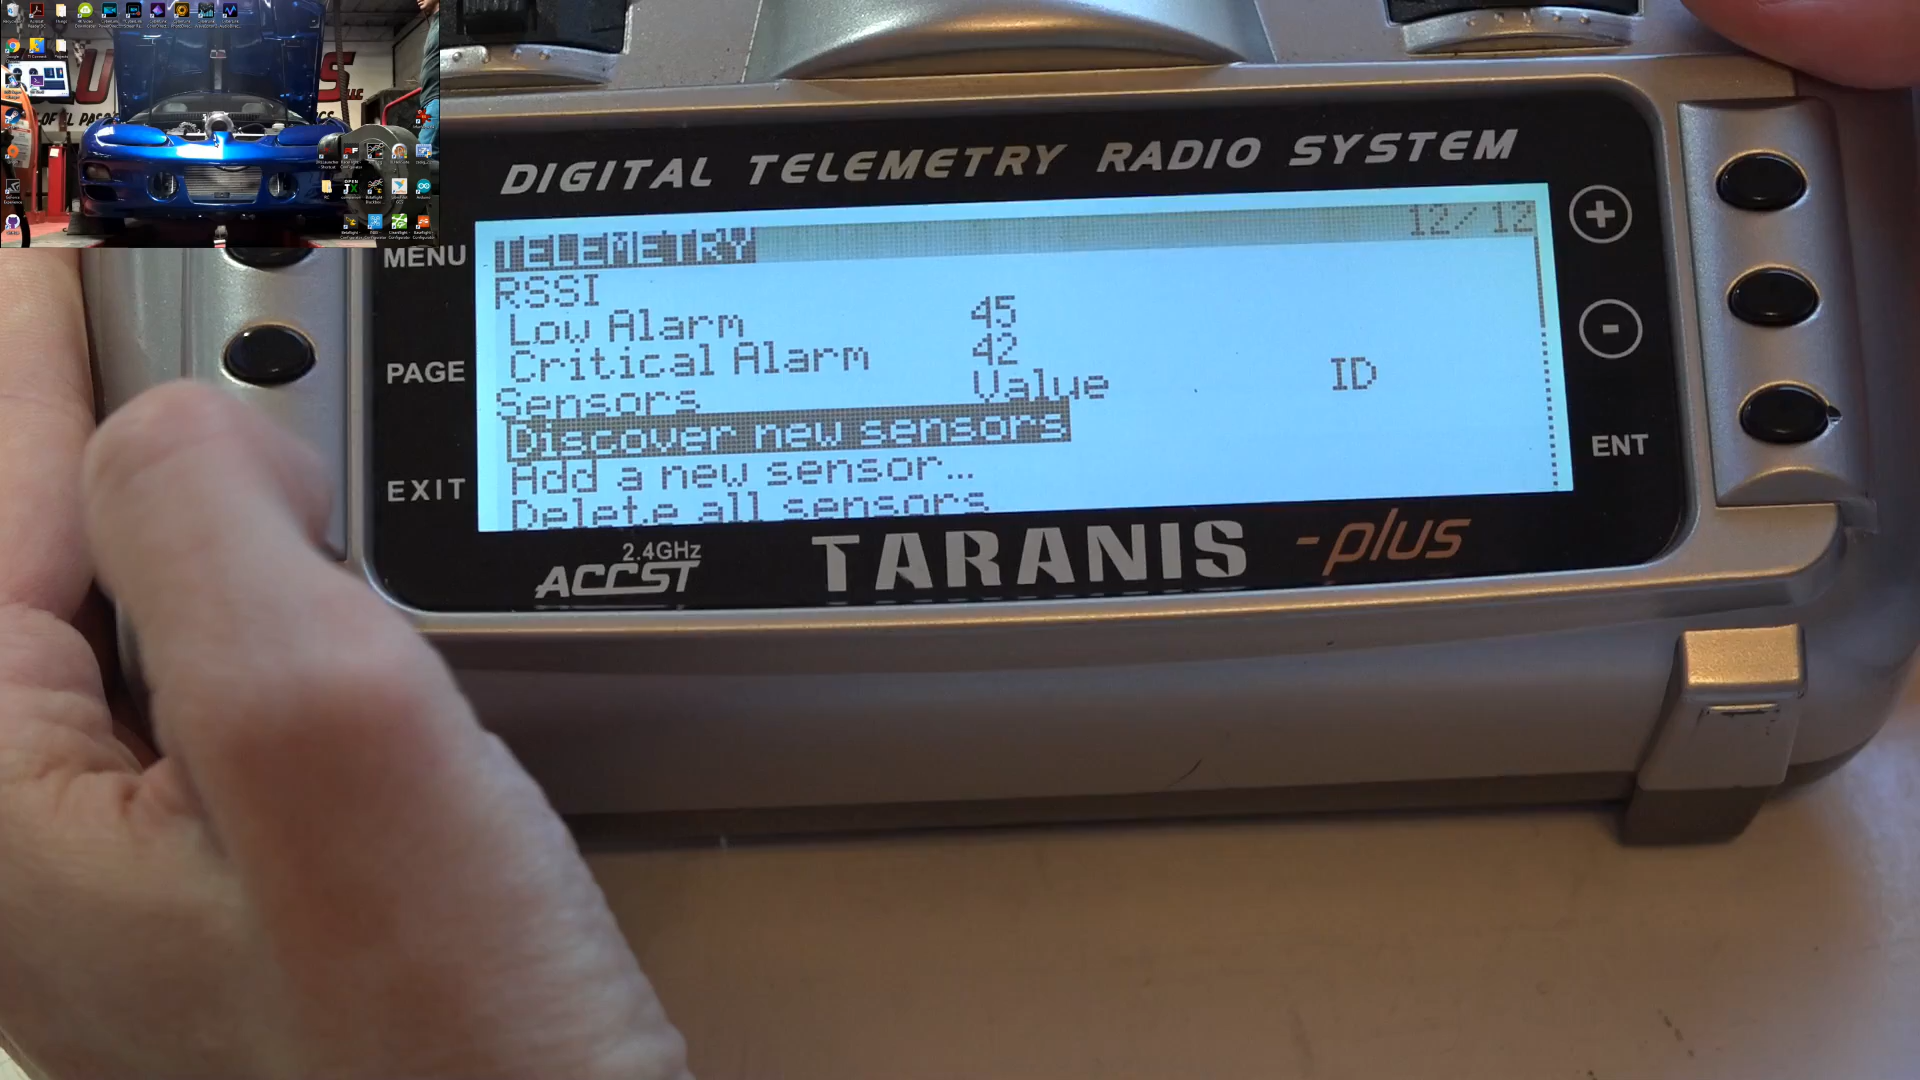 DIGITAL TELEMETRY RADIO SYSTEM
MENU
PAGE
EXIT
TELEMETRY 12/12
RSSI
Low Alarm 45
Critical Alarm 42
Sensors Value ID
Discover new sensors
Add a new sensor...
Delete all sensors
+
-
ENT
2.4GHz
ACCST
TARANIS -plus